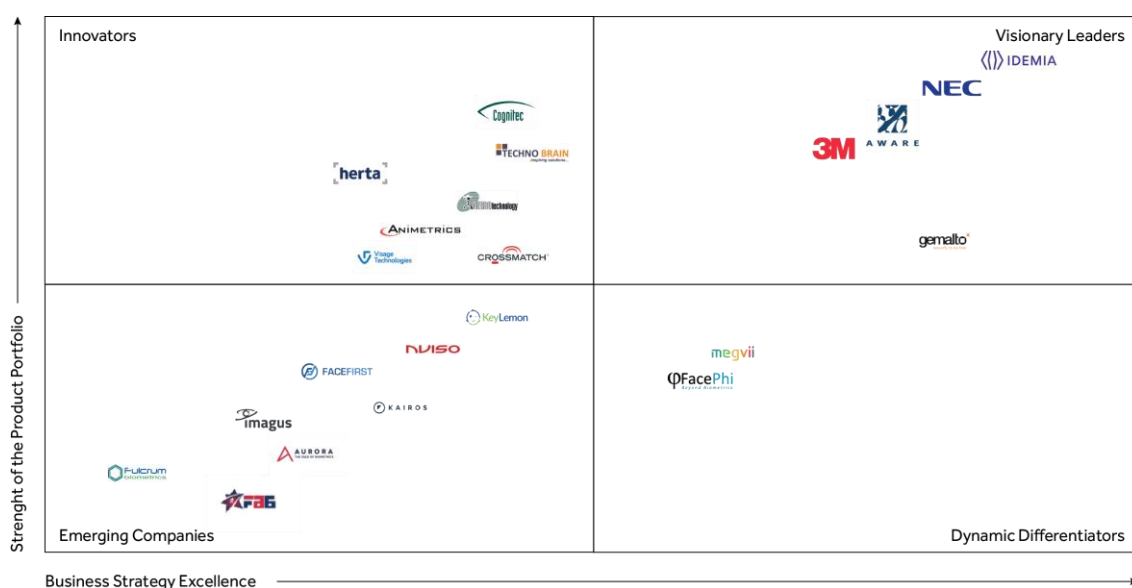 Innovators
Visionary Leaders
IDEMIA
NEC
Cognitec
AWARE
3M
TECHNO BRAIN
herta
technology
ANIMETRICS
gemalto
Visage
Technologies
CROSSMATCH
KeyLemon
nviso
megvii
FACEFIRST
FacePhi
Beyond Biometrics
KAIROS
imagus
AURORA
Fulcrum
biometrics
Emerging Companies
Dynamic Differentiators
Strenght of the Product Portfolio
Business Strategy Excellence